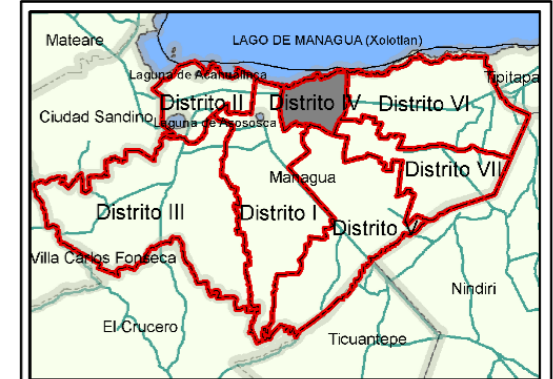 Mateare
LAGO DE MANAGUA (Xolotlan)
Laguna de Acahualinca
Tipitapa
Distrito II
Distrito IV
Distrito VI
Ciudad Sandino
Laguna de Asososca
Distrito VII
Managua
Distrito III
Distrito I
Distrito V
Villa Carlos Fonseca
Nindiri
El Crucero
Ticuantepe